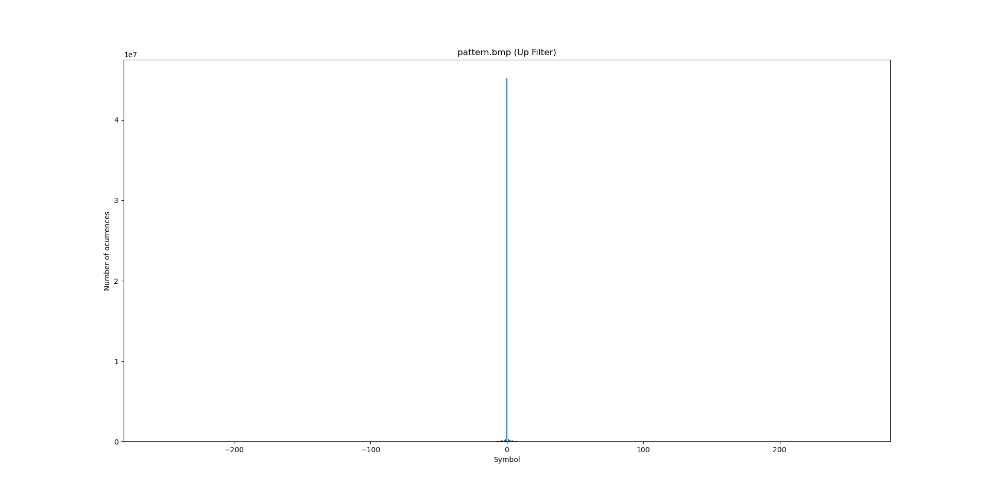 pattern.bmp (Up Filter)
1e7
4
3
2
1
0
Number of ocurrences
−200
−100
0
100
200
Symbol